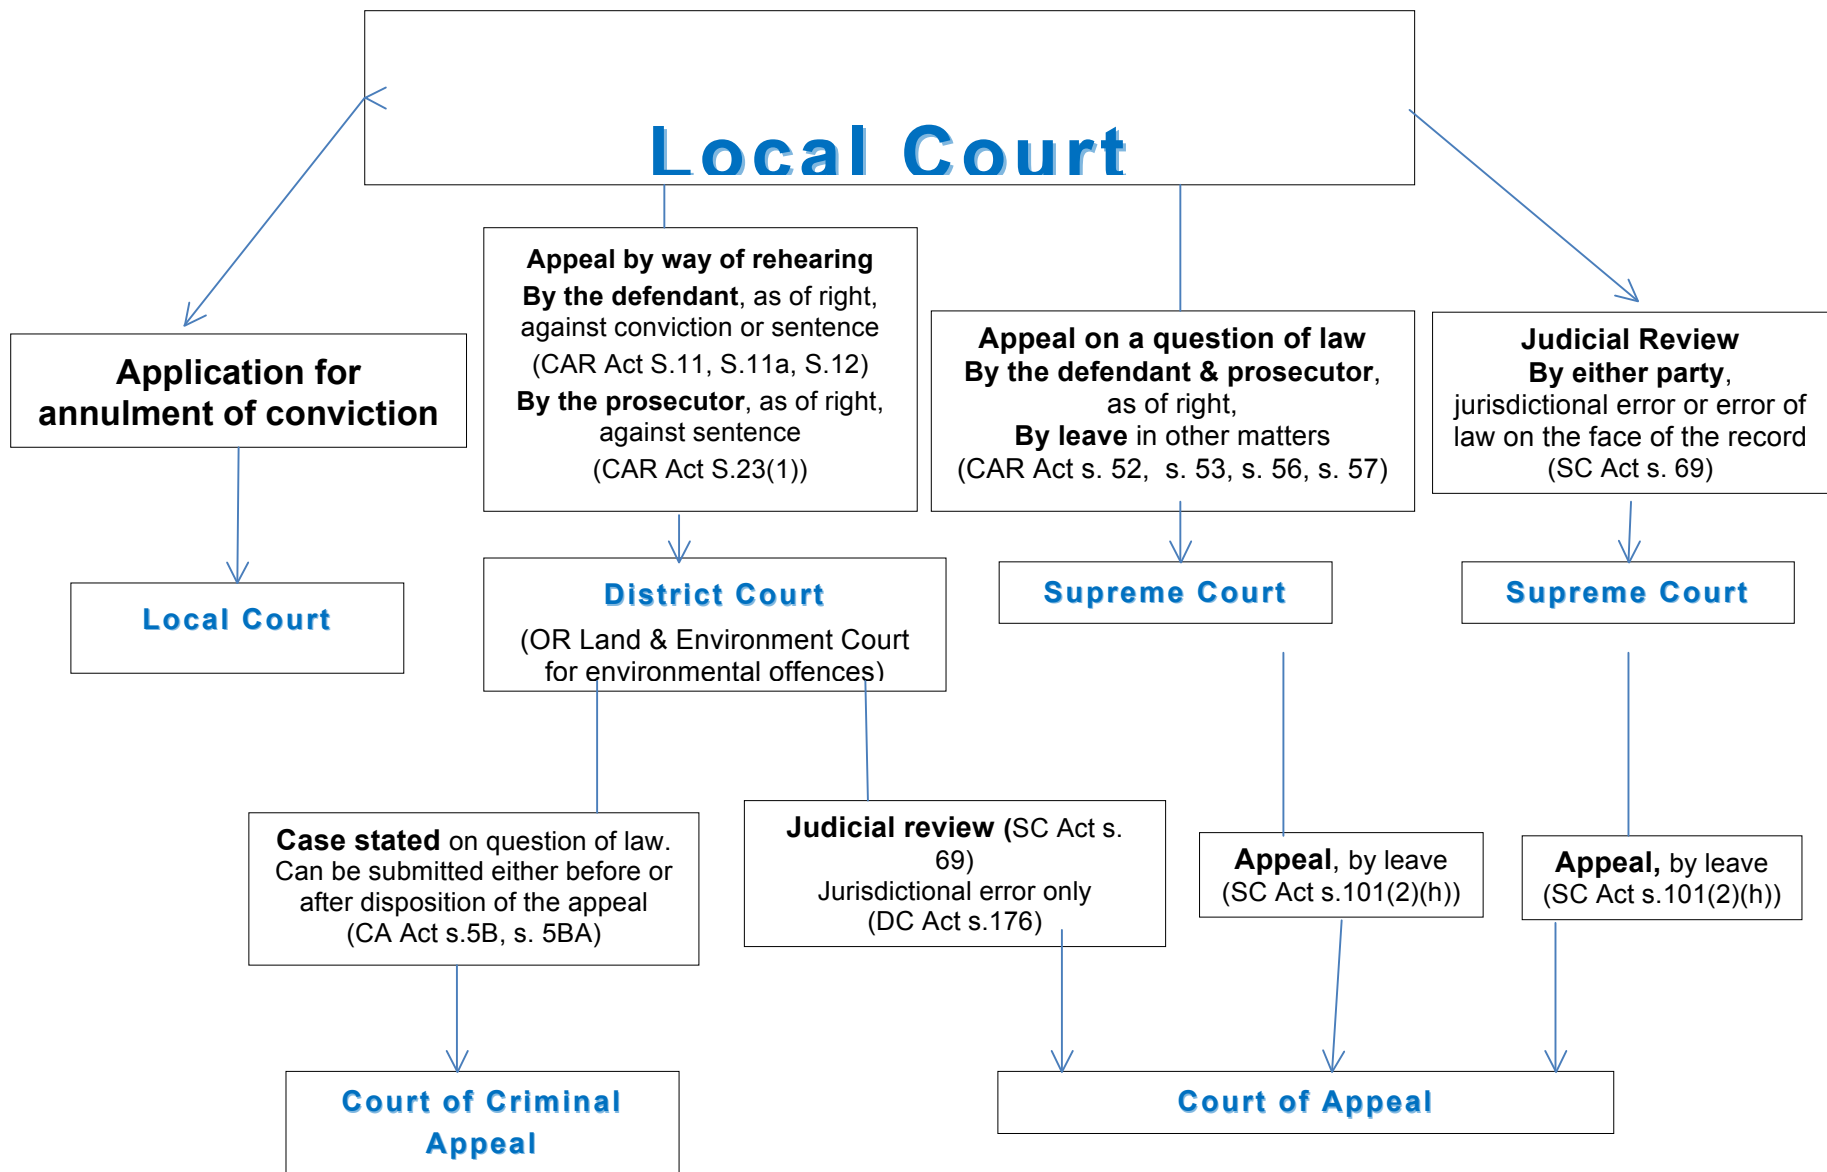 Local Court
Appeal by way of rehearing
By the defendant, as of right,
against conviction or sentence
(CAR Act S.11, S.11a, S.12)
By the prosecutor, as of right,
against sentence
(CAR Act S.23(1))
Application for
annulment of conviction
Appeal on a question of law
By the defendant & prosecutor,
as of right,
By leave in other matters
(CAR Act s. 52,  s. 53, s. 56, s. 57)
Judicial Review
By either party,
jurisdictional error or error of
law on the face of the record
(SC Act s. 69)
Local Court
District Court
(OR Land & Environment Court
for environmental offences)
Supreme Court
Supreme Court
Case stated on question of law.
Can be submitted either before or
after disposition of the appeal
(CA Act s.5B, s. 5BA)
Judicial review (SC Act s.
69)
Jurisdictional error only
(DC Act s.176)
Appeal, by leave
(SC Act s.101(2)(h))
Appeal, by leave
(SC Act s.101(2)(h))
Court of Criminal
Appeal
Court of Appeal